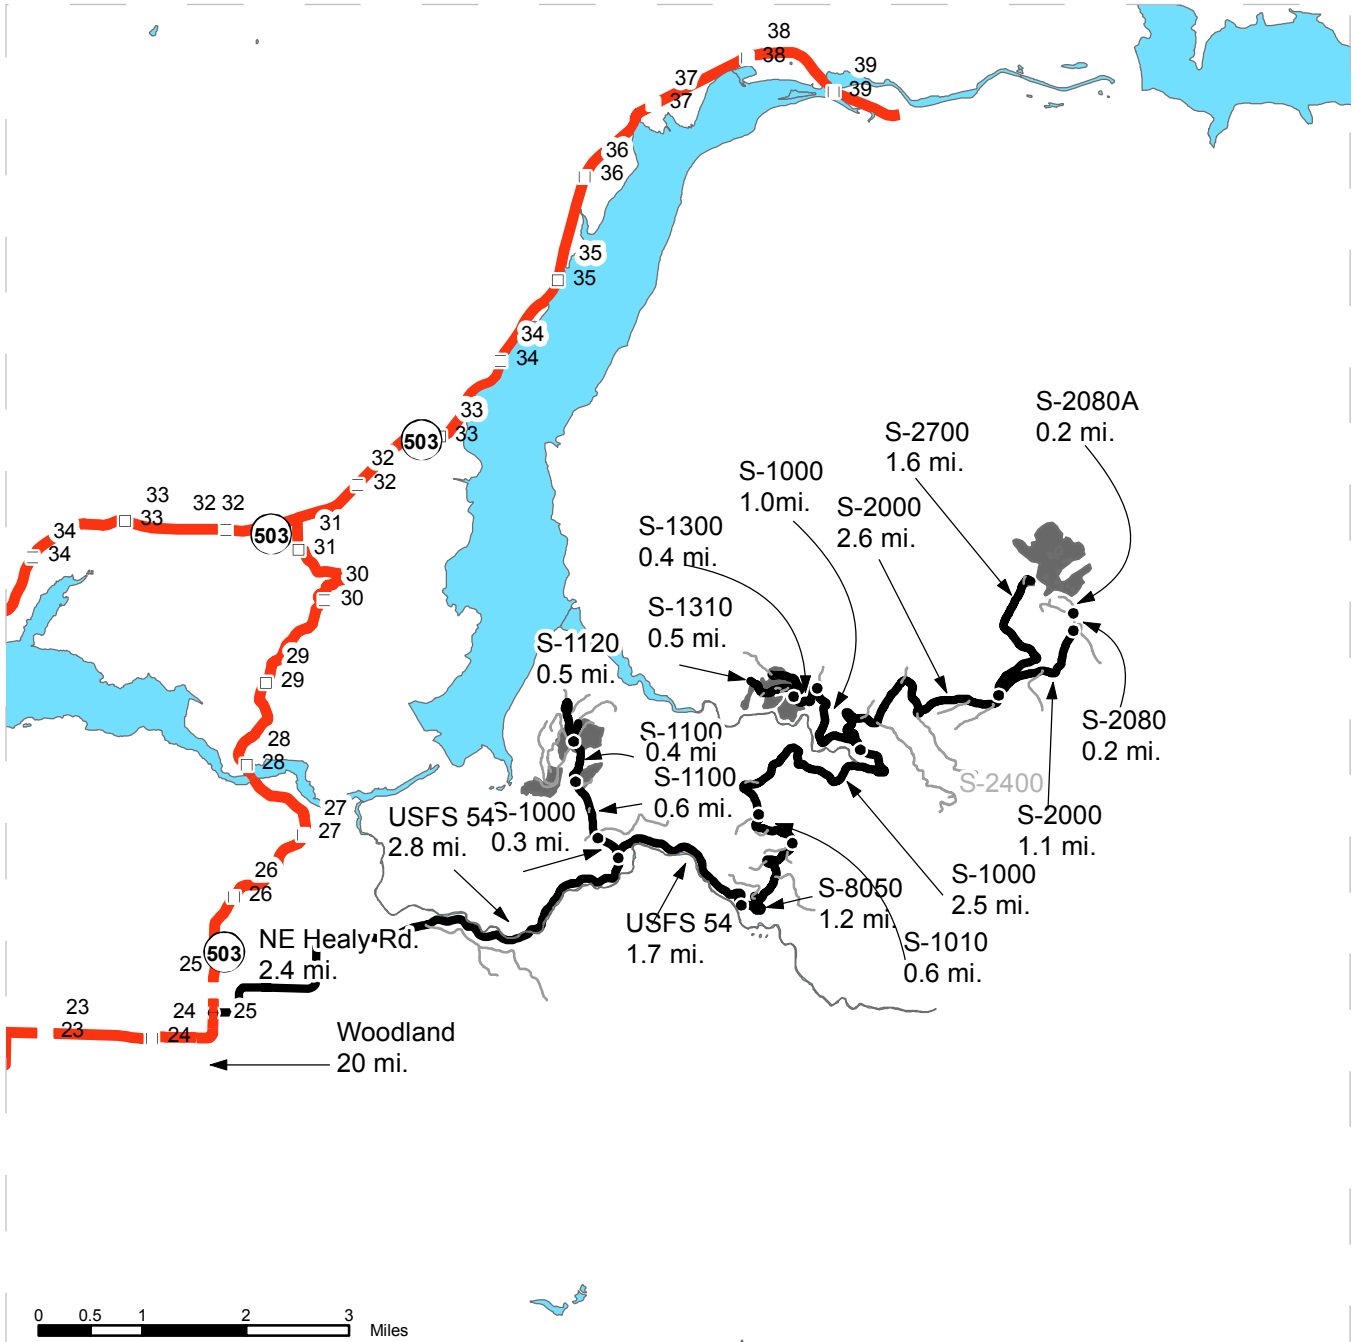 38
38
39
39
37
37
36
36
35
35
34
34
33
33
503
32
32
33
33
32 32
503
31
31
34
34
30
30
29
29
28
28
27
27
26
26
503
25
24 25
23
23
24
S-2080A
0.2 mi.
S-2700
1.6 mi.
S-1000
1.0mi.
S-2000
2.6 mi.
S-1300
0.4 mi.
S-1310
0.5 mi.
S-1120
0.5 mi.
S-1100
0.4 mi
S-1100
0.6 mi.
S-2080
0.2 mi.
S-2400
S-2000
1.1 mi.
USFS 54
2.8 mi.
S-1000
0.3 mi.
S-1000
2.5 mi.
S-8050
1.2 mi.
USFS 54
1.7 mi.
S-1010
0.6 mi.
NE Healy Rd.
2.4 mi.
Woodland
20 mi.
0 0.5 1 2 3
Miles